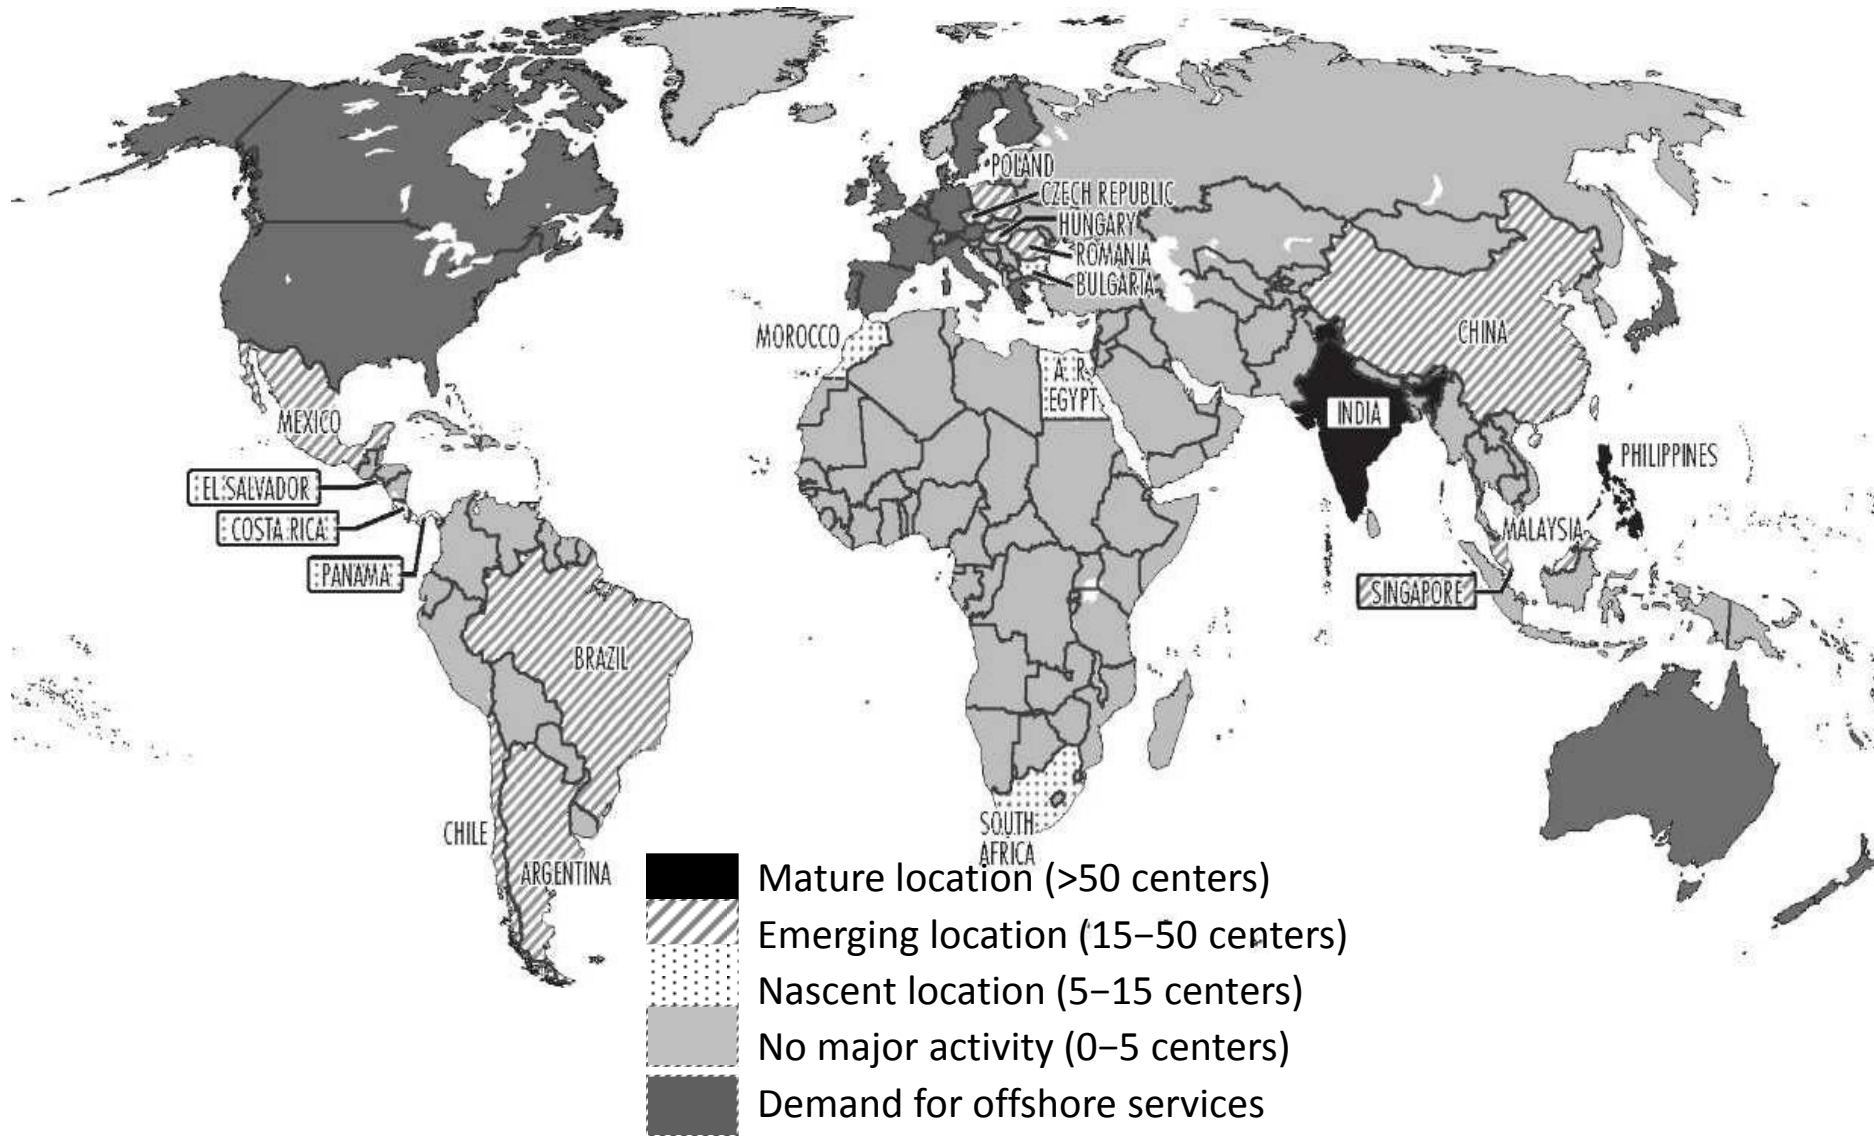 POLAND
CZECH REPUBLIC
HUNGARY
ROMANIA
BULGARIA
MOROCCO
A. R.
EGYPT
CHINA
INDIA
PHILIPPINES
MALAYSIA
SINGAPORE
MEXICO
EL SALVADOR
COSTA RICA
PANAMA
BRAZIL
CHILE
ARGENTINA
SOUTH
AFRICA
Mature location (>50 centers)
Emerging location (15–50 centers)
Nascent location (5–15 centers)
No major activity (0–5 centers)
Demand for offshore services